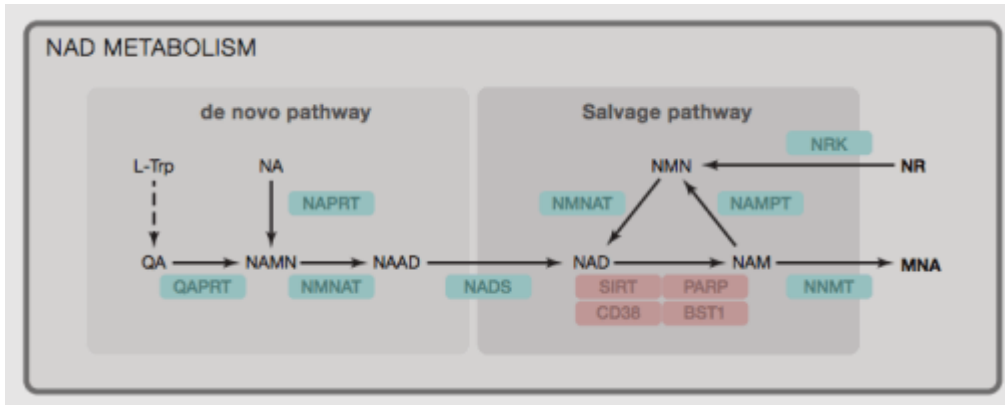 NAD METABOLISM
de novo pathway
Salvage pathway
NRK
L-Trp
NA
NMN
NR
NAPRT
NMNAT
NAMPT
QA
NAMN
NAAD
NAD
NAM
MNA
QAPRT
NMNAT
NADS
SIRT
PARP
NNMT
CD38
BST1